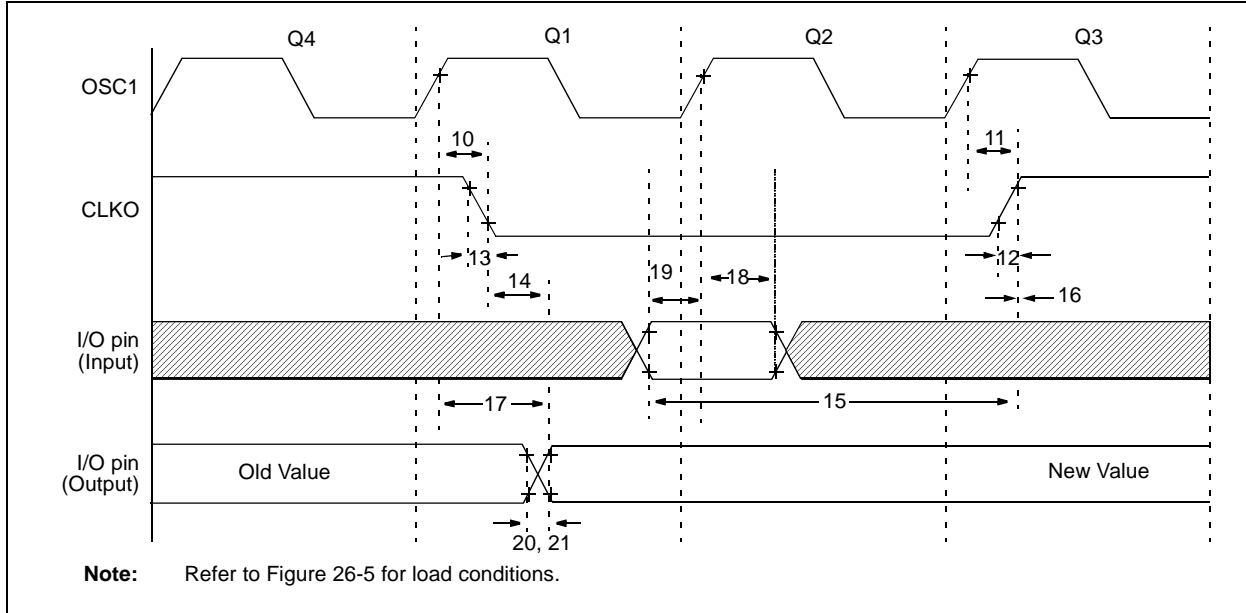 Q4 Q1 Q2 Q3
OSC1
10 11
CLKO
13 12
14 19 18 16
I/O pin
(Input)
17 15
I/O pin
(Output)
Old Value New Value
20, 21
Note: Refer to Figure 26-5 for load conditions.